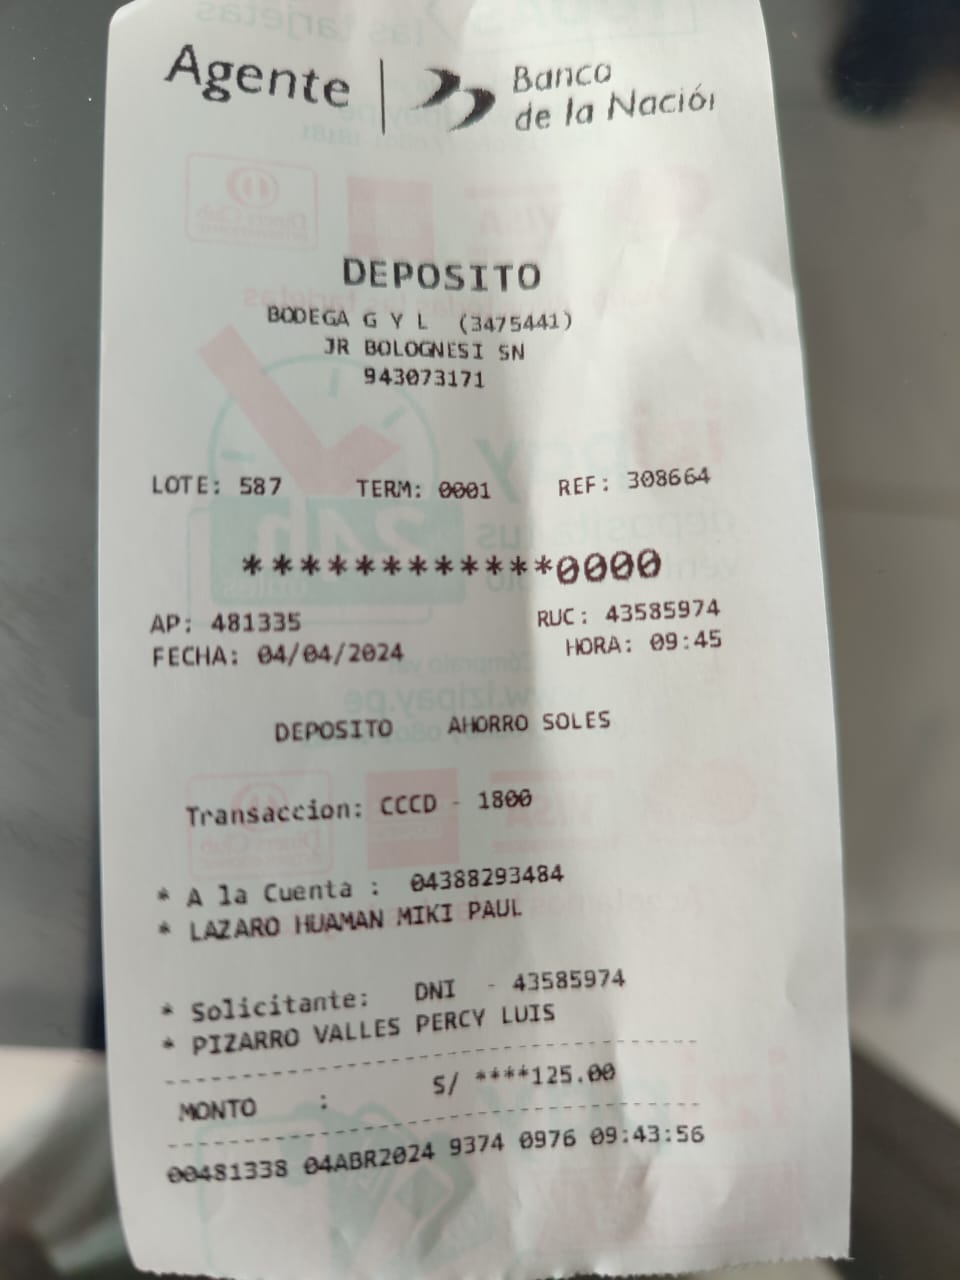 Agente | Banco
de la Nación
DEPOSITO
BODEGA G Y L (3475441)
JR BOLOGNESI SN
943073171
LOTE: 587 TERM: 0001 REF: 308664
************0000
AP: 481335 RUC: 43585974
FECHA: 04/04/2024 HORA: 09:45
DEPOSITO AHORRO SOLES
Transaccion: CCCD - 1800
* A la Cuenta : 04388293484
* LAZARO HUAMAN MIKI PAUL
* Solicitante: DNI - 43585974
* PIZARRO VALLES PERCY LUIS
MONTO : S/ ****125.00
00481338 04ABR2024 9374 0976 09:43:56